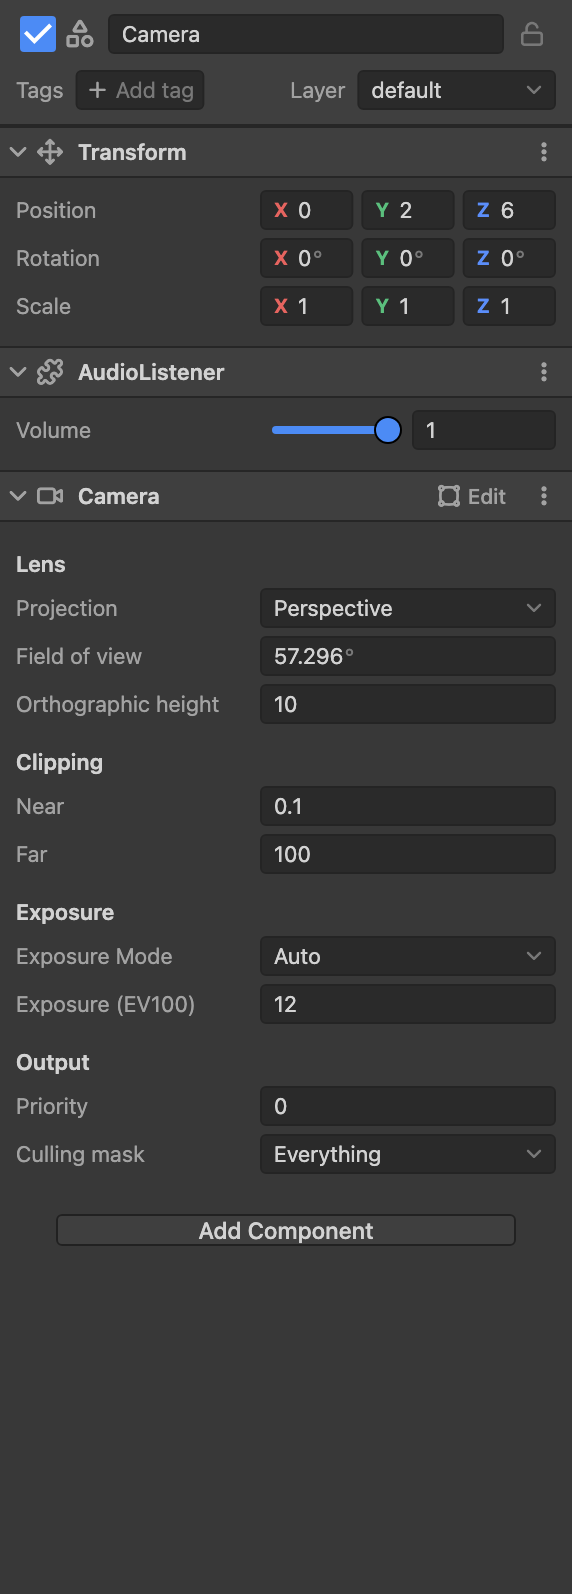 Camera
Tags + Add tag Layer default
Transform
Position X 0 Y 2 Z 6
Rotation X 0° Y 0° Z 0°
Scale X 1 Y 1 Z 1
AudioListener
Volume 1
Camera Edit
Lens
Projection Perspective
Field of view 57.296°
Orthographic height 10
Clipping
Near 0.1
Far 100
Exposure
Exposure Mode Auto
Exposure (EV100) 12
Output
Priority 0
Culling mask Everything
Add Component